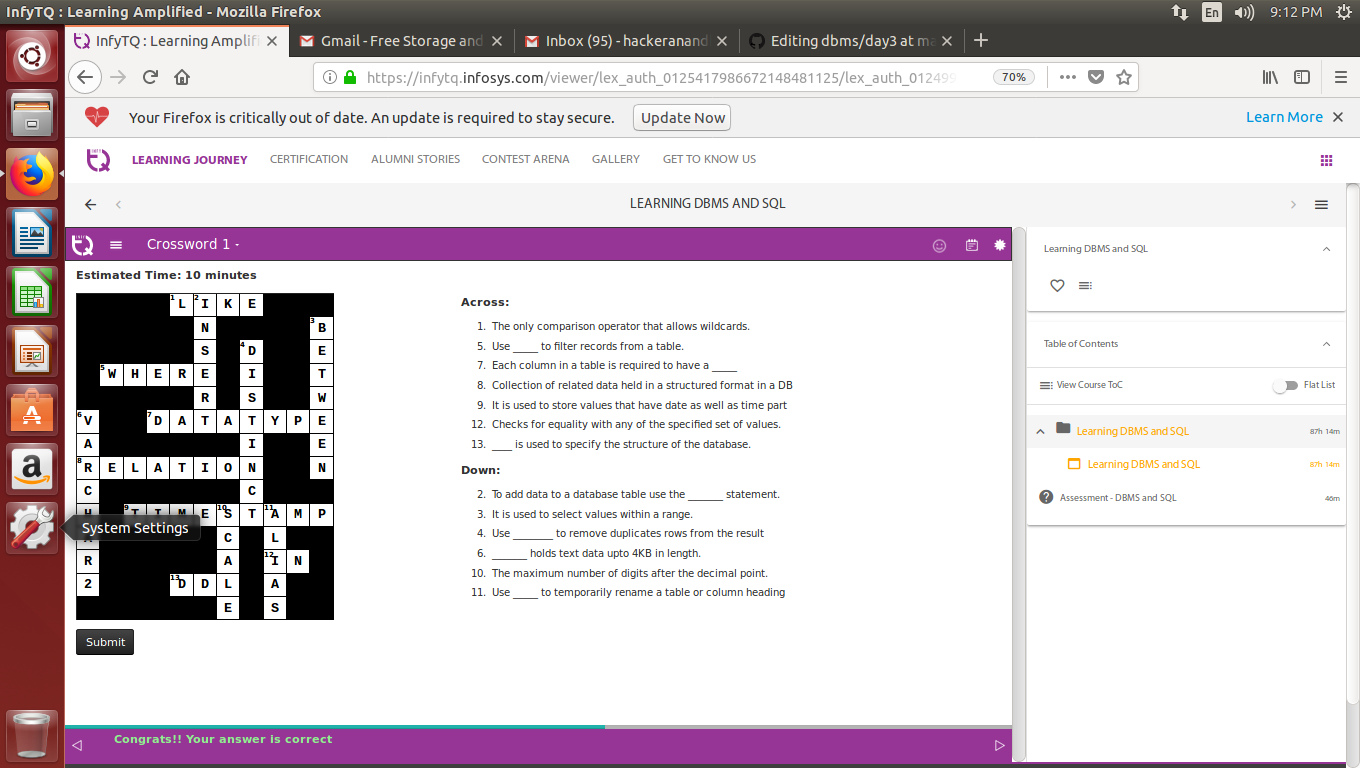 InfyTQ : Learning Amplified - Mozilla Firefox
En
9:12 PM
InfyTQ : Learning Amplifi
Gmail - Free Storage and
Inbox (95) - hackeranand
Editing dbms/day3 at ma
https://infytq.infosys.com/viewer/lex_auth_0125417986672148481125/lex_auth_012499
70%
Your Firefox is critically out of date. An update is required to stay secure.
Update Now
Learn More
LEARNING JOURNEY
CERTIFICATION
ALUMNI STORIES
CONTEST ARENA
GALLERY
GET TO KNOW US
LEARNING DBMS AND SQL
Crossword 1 -
Estimated Time: 10 minutes
1 L 2 I K E
N 3 B
S 4 D E
5 W H E R E I T
R S W
6 V 7 D A T A T Y P E
A I E
8 R E L A T I O N N
C C
H 9 T I M E 10 S T 11 A M P
A C L
R A 12 I N
2 13 D D L A
E S
System Settings
Across:
1. The only comparison operator that allows wildcards.
5. Use _____ to filter records from a table.
7. Each column in a table is required to have a _____
8. Collection of related data held in a structured format in a DB
9. It is used to store values that have date as well as time part
12. Checks for equality with any of the specified set of values.
13. ____ is used to specify the structure of the database.
Down:
2. To add data to a database table use the _______ statement.
3. It is used to select values within a range.
4. Use ________ to remove duplicates rows from the result
6. _______ holds text data upto 4KB in length.
10. The maximum number of digits after the decimal point.
11. Use _____ to temporarily rename a table or column heading
Submit
Congrats!! Your answer is correct
Learning DBMS and SQL
Table of Contents
View Course ToC
Flat List
Learning DBMS and SQL
87h 14m
Learning DBMS and SQL
87h 14m
Assessment - DBMS and SQL
46m